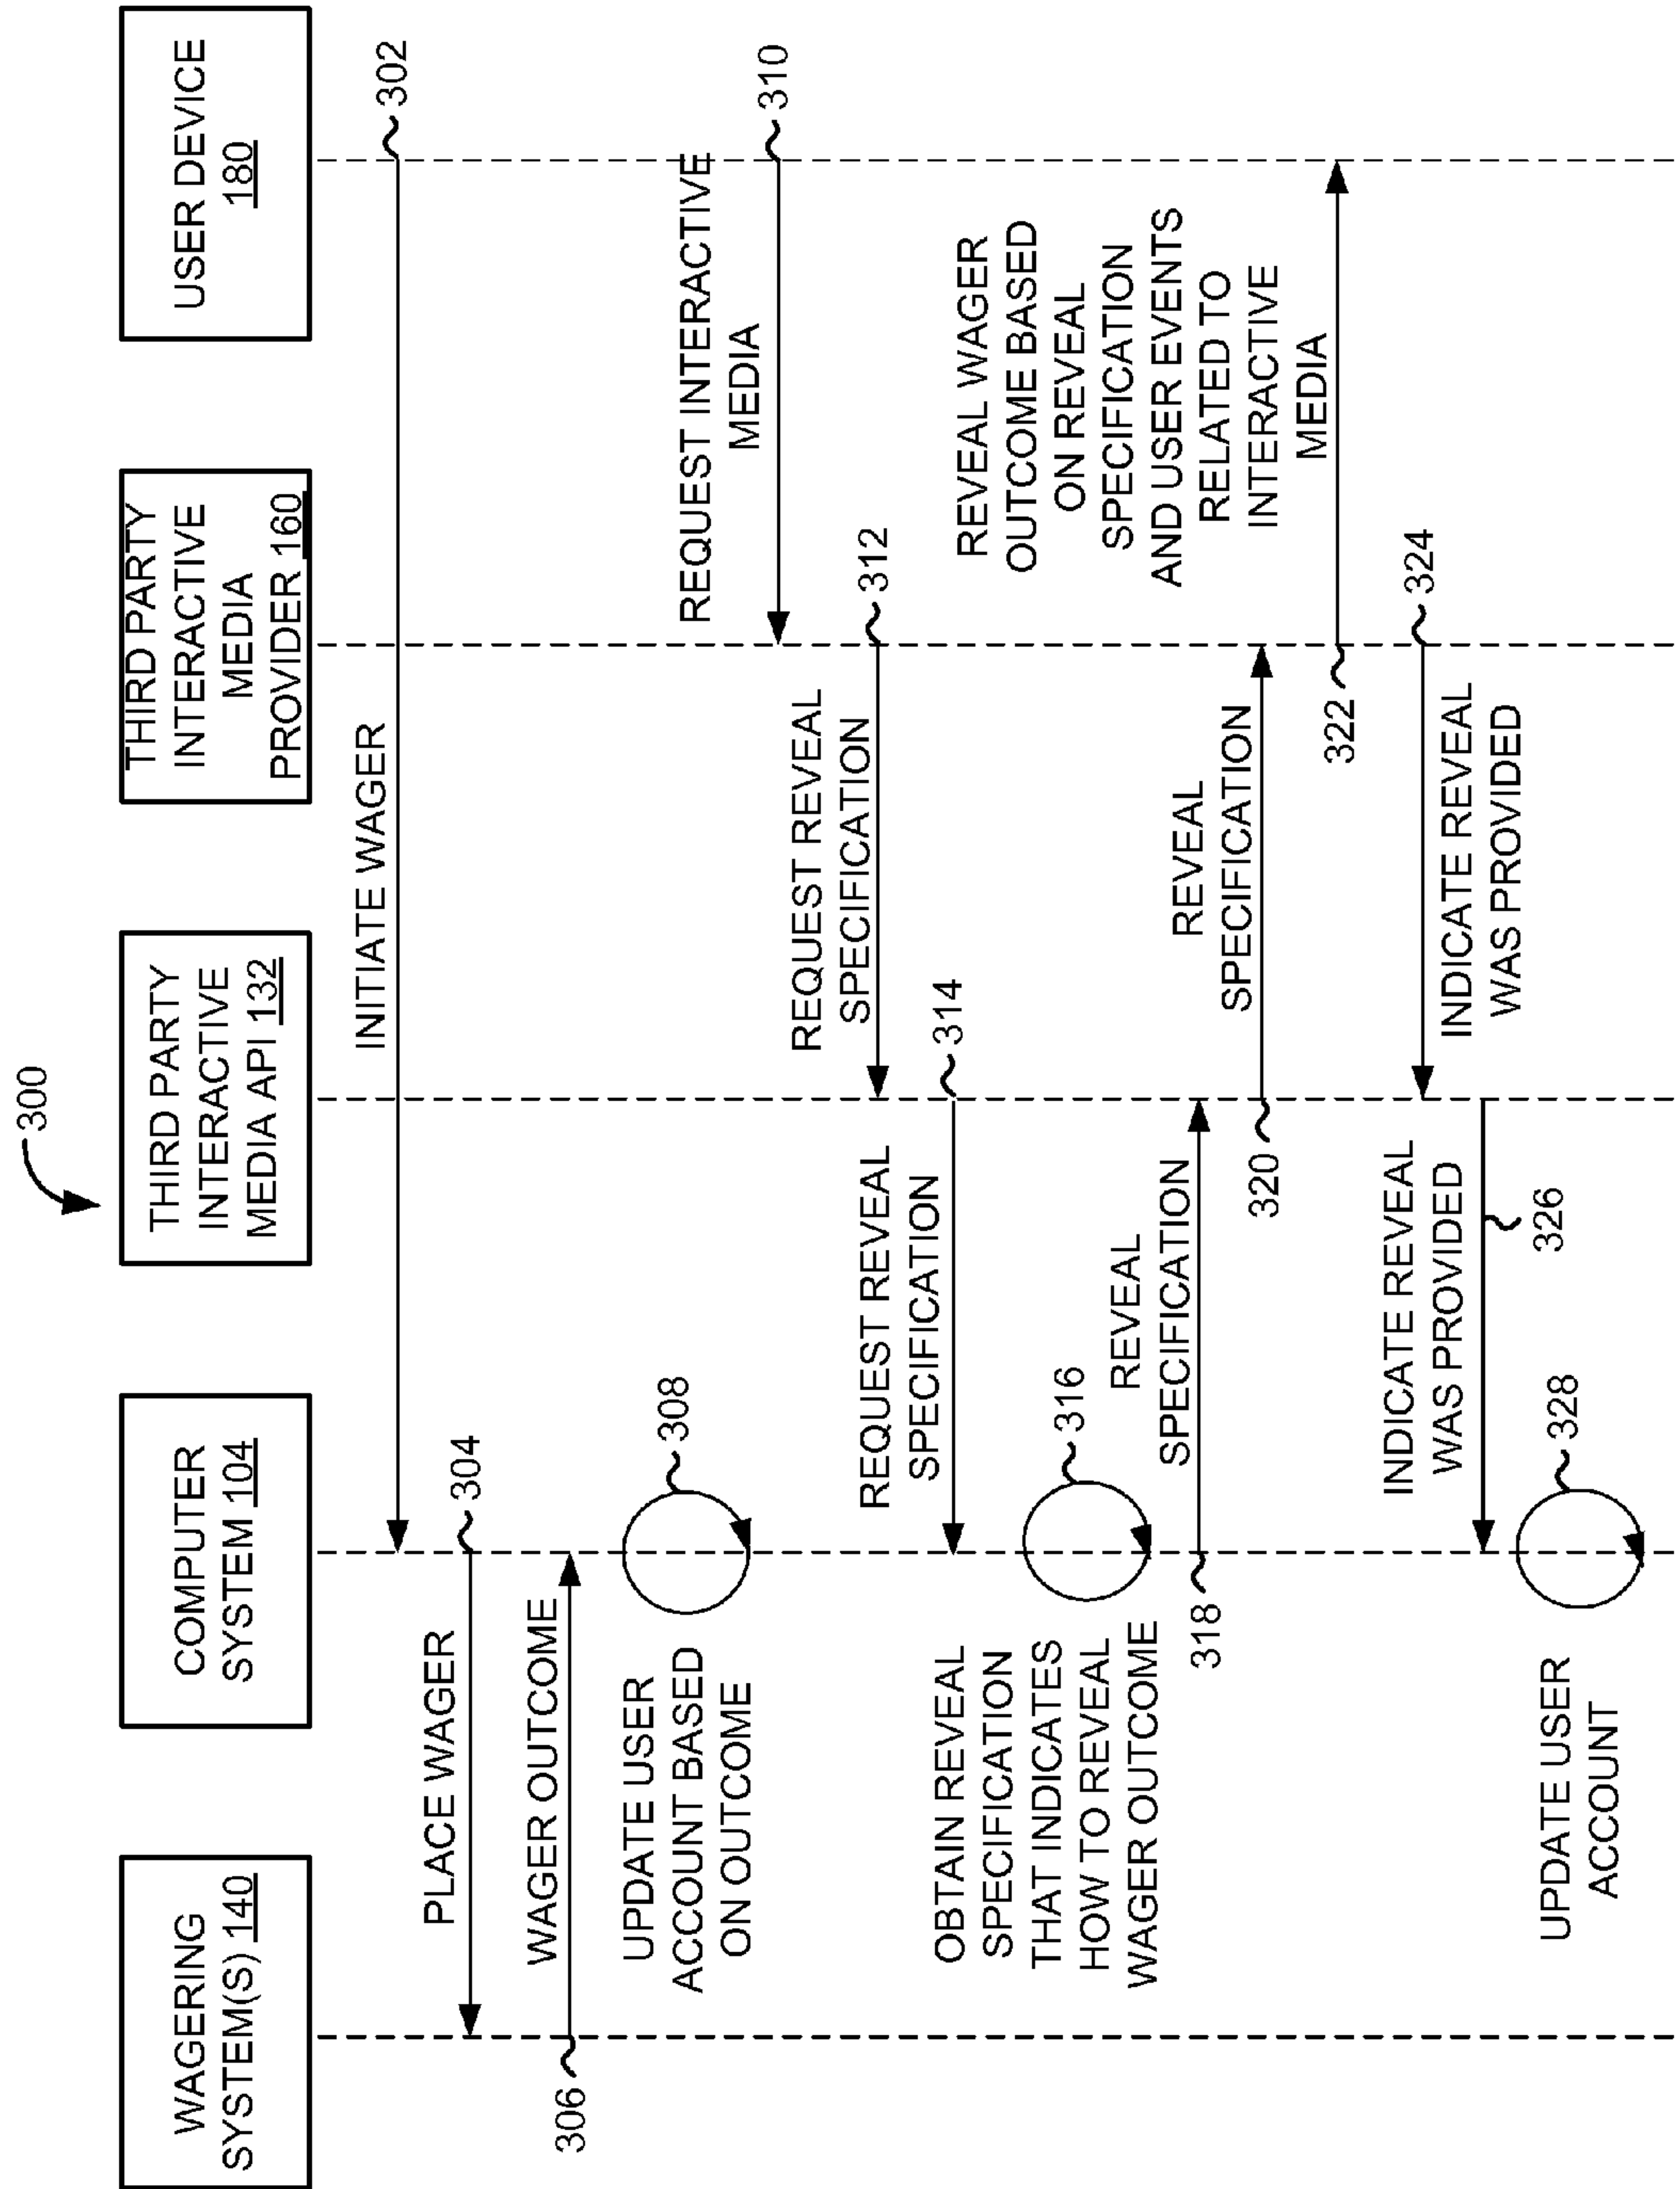 300
WAGERING
SYSTEM(S) 140
COMPUTER
SYSTEM 104
THIRD PARTY
INTERACTIVE
MEDIA API 132
THIRD PARTY
INTERACTIVE
MEDIA
PROVIDER 160
USER DEVICE
180
INITIATE WAGER
302
PLACE WAGER
304
WAGER OUTCOME
306
UPDATE USER
ACCOUNT BASED
ON OUTCOME
308
REQUEST INTERACTIVE
MEDIA
310
REQUEST REVEAL
SPECIFICATION
312
REQUEST REVEAL
SPECIFICATION
314
OBTAIN REVEAL
SPECIFICATION
THAT INDICATES
HOW TO REVEAL
WAGER OUTCOME
316
REVEAL
SPECIFICATION
318
REVEAL
SPECIFICATION
320
REVEAL WAGER
OUTCOME BASED
ON REVEAL
SPECIFICATION
AND USER EVENTS
RELATED TO
INTERACTIVE
MEDIA
322
INDICATE REVEAL
WAS PROVIDED
324
INDICATE REVEAL
WAS PROVIDED
326
UPDATE USER
ACCOUNT
328